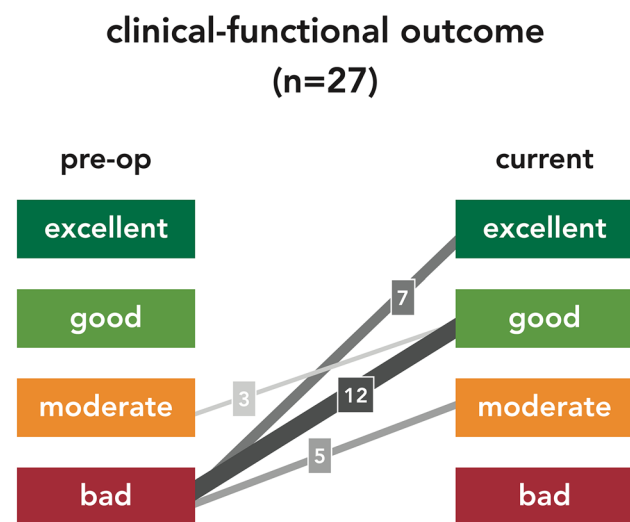 clinical-functional outcome
(n=27)
pre-op
current
excellent
excellent
7
good
good
3
12
moderate
moderate
5
bad
bad